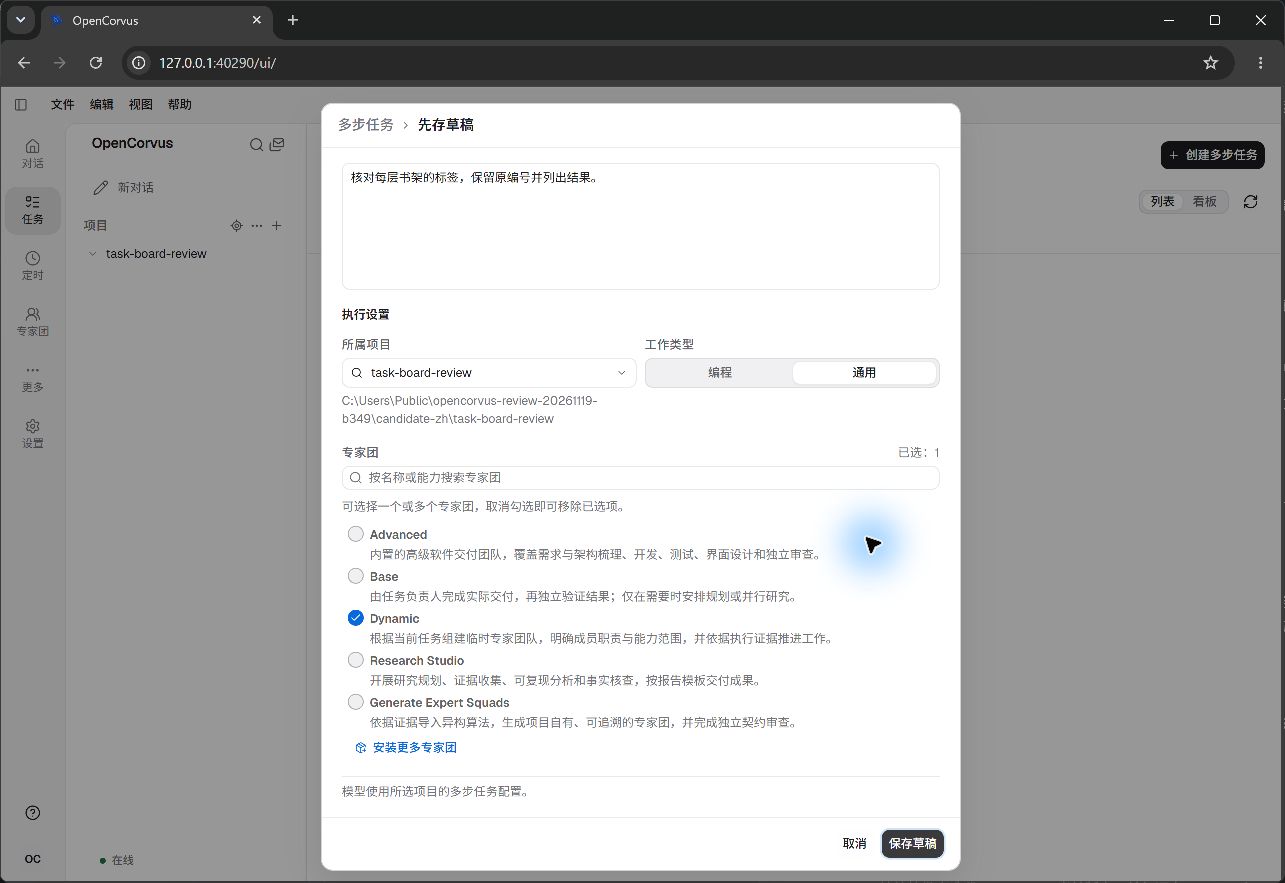 OpenCorvus
127.0.0.1:40290/ui/
文件 编辑 视图 帮助
对话
任务
定时
专家团
更多
设置
OC
OpenCorvus
新对话
项目
task-board-review
在线
+ 创建多步任务
列表 看板
多步任务 › 先存草稿
核对每层书架的标签，保留原编号并列出结果。
执行设置
所属项目 工作类型
task-board-review 编程 通用
C:\Users\Public\opencorvus-review-20261119-
b349\candidate-zh\task-board-review
专家团 已选：1
按名称或能力搜索专家团
可选择一个或多个专家团，取消勾选即可移除已选项。
Advanced
内置的高级软件交付团队，覆盖需求与架构梳理、开发、测试、界面设计和独立审查。
Base
由任务负责人完成实际交付，再独立验证结果；仅在需要时安排规划或并行研究。
Dynamic
根据当前任务组建临时专家团队，明确成员职责与能力范围，并依据执行证据推进工作。
Research Studio
开展研究规划、证据收集、可复现分析和事实核查，按报告模板交付成果。
Generate Expert Squads
依据证据导入异构算法，生成项目自有、可追溯的专家团，并完成独立契约审查。
安装更多专家团
模型使用所选项目的多步任务配置。
取消 保存草稿